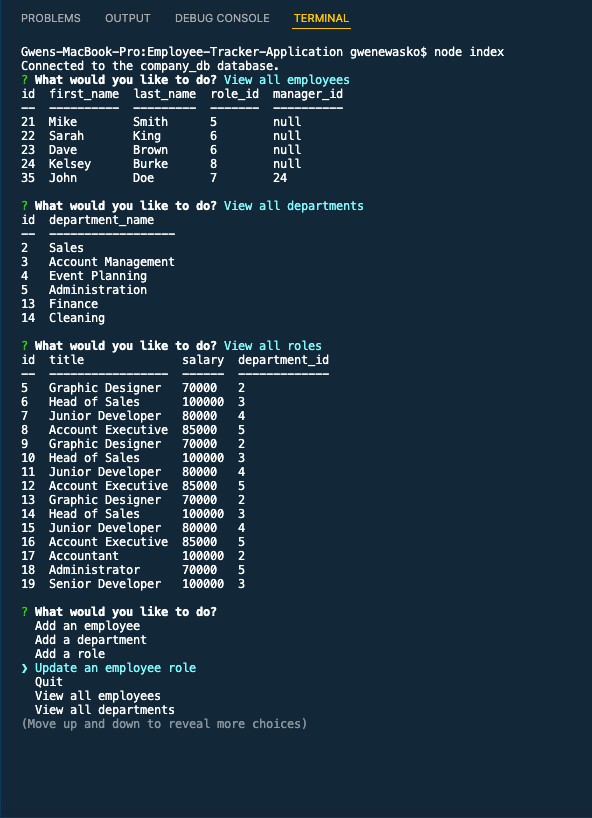 PROBLEMS OUTPUT DEBUG CONSOLE TERMINAL
Gwens-MacBook-Pro:Employee-Tracker-Application gwenewasko$ node index
Connected to the company_db database.
? What would you like to do? View all employees
id  first_name  last_name  role_id  manager_id
--  ----------  ---------  -------  ----------
21  Mike        Smith      5        null
22  Sarah       King       6        null
23  Dave        Brown      6        null
24  Kelsey      Burke      8        null
35  John        Doe        7        24
? What would you like to do? View all departments
id  department_name
--  ------------------
2   Sales
3   Account Management
4   Event Planning
5   Administration
13  Finance
14  Cleaning
? What would you like to do? View all roles
id  title              salary  department_id
--  -----------------  ------  -------------
5   Graphic Designer   70000   2
6   Head of Sales      100000  3
7   Junior Developer   80000   4
8   Account Executive  85000   5
9   Graphic Designer   70000   2
10  Head of Sales      100000  3
11  Junior Developer   80000   4
12  Account Executive  85000   5
13  Graphic Designer   70000   2
14  Head of Sales      100000  3
15  Junior Developer   80000   4
16  Account Executive  85000   5
17  Accountant         100000  2
18  Administrator      70000   5
19  Senior Developer   100000  3
? What would you like to do?
  Add an employee
  Add a department
  Add a role
❯ Update an employee role
  Quit
  View all employees
  View all departments
(Move up and down to reveal more choices)